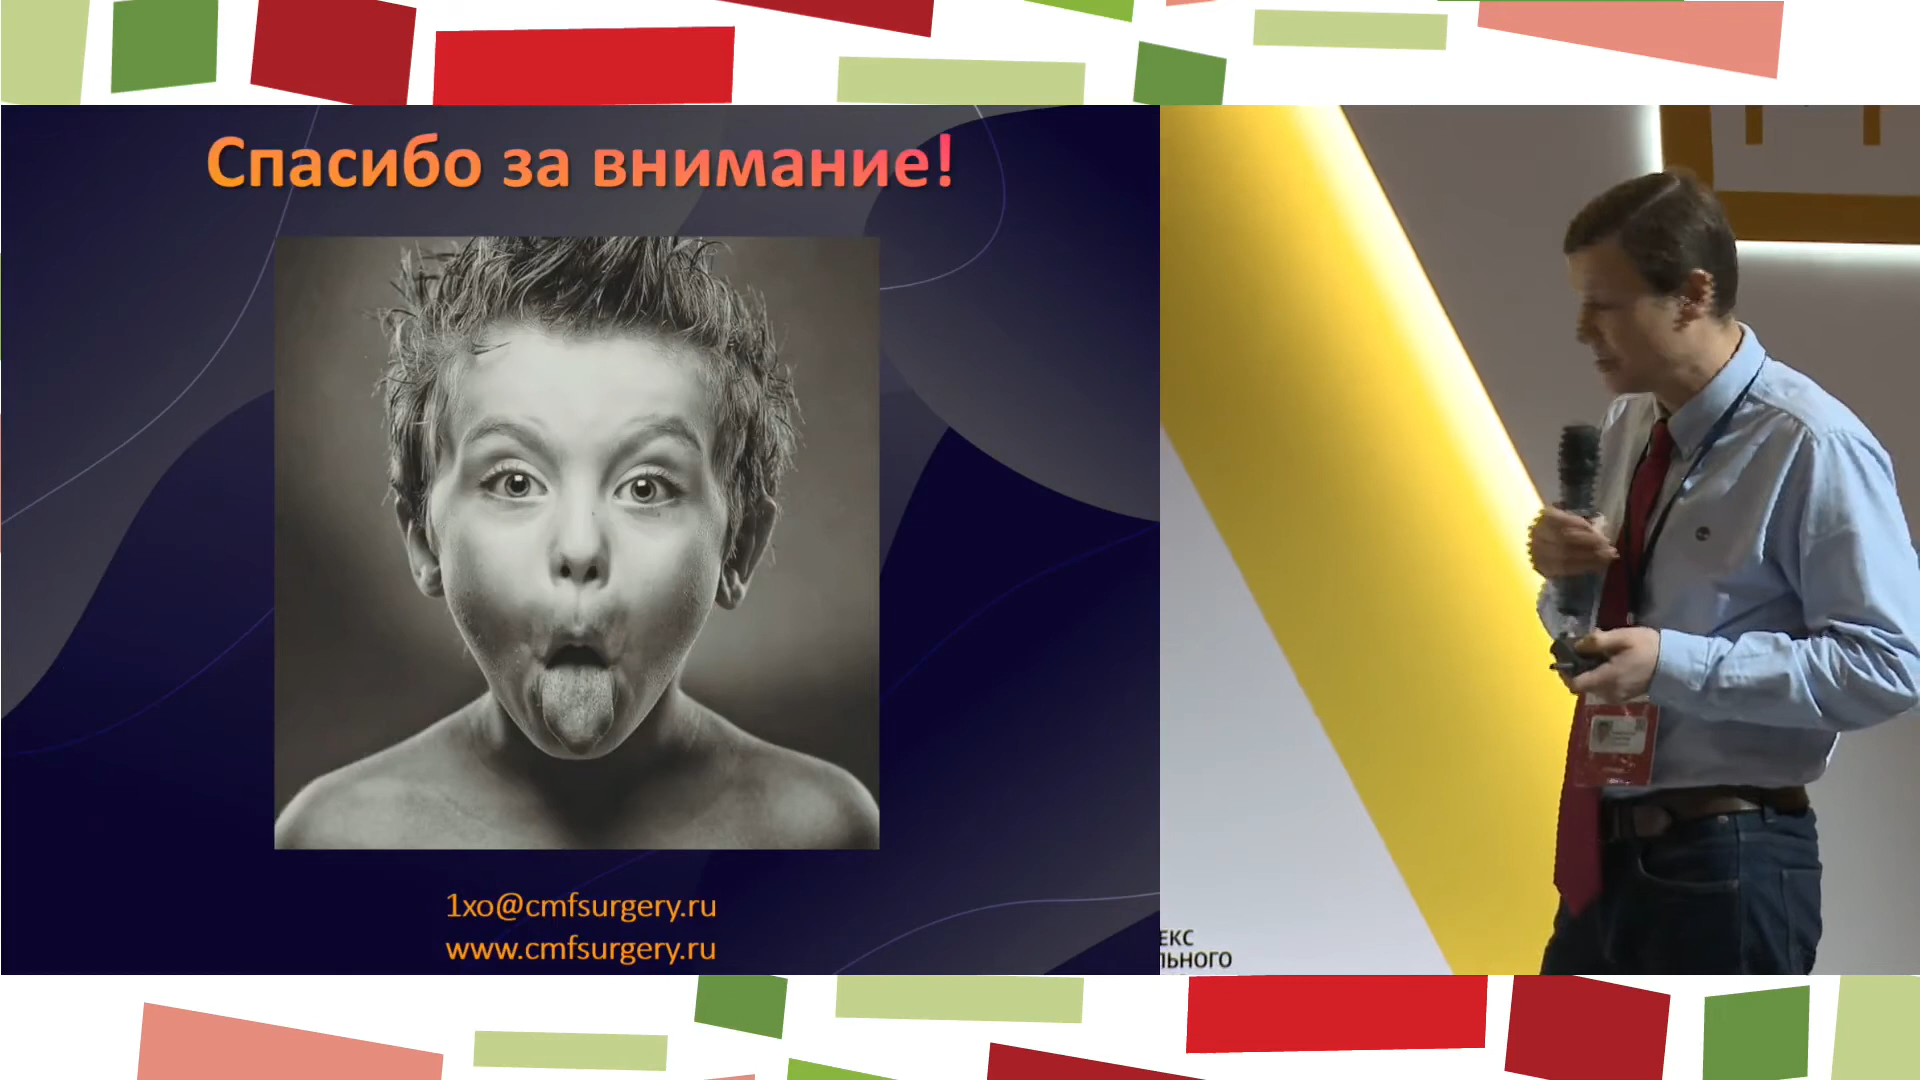 Спасибо за внимание!
1xo@cmfsurgery.ru
www.cmfsurgery.ru
ЕКС
ЛЬНОГО